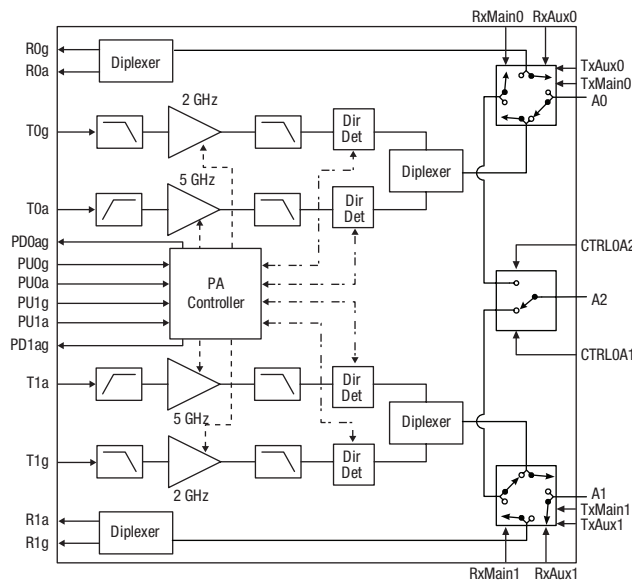 RxMain0 RxAux0
R0g
R0a
Diplexer
TxAux0
TxMain0
A0
2 GHz
T0g
Dir
Det
Diplexer
5 GHz
T0a
Dir
Det
PD0ag
PU0g
PU0a
PU1g
PU1a
PD1ag
PA
Controller
CTRL0A2
A2
CTRL0A1
T1a
5 GHz
Dir
Det
Diplexer
T1g
2 GHz
Dir
Det
A1
TxMain1
TxAux1
R1a
R1g
Diplexer
RxMain1 RxAux1